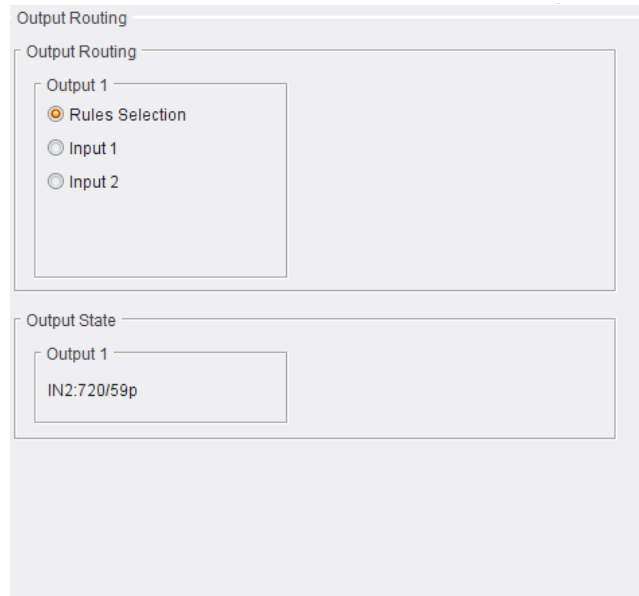 Output Routing
Output Routing
Output 1
Rules Selection
Input 1
Input 2
Output State
Output 1
IN2:720/59p